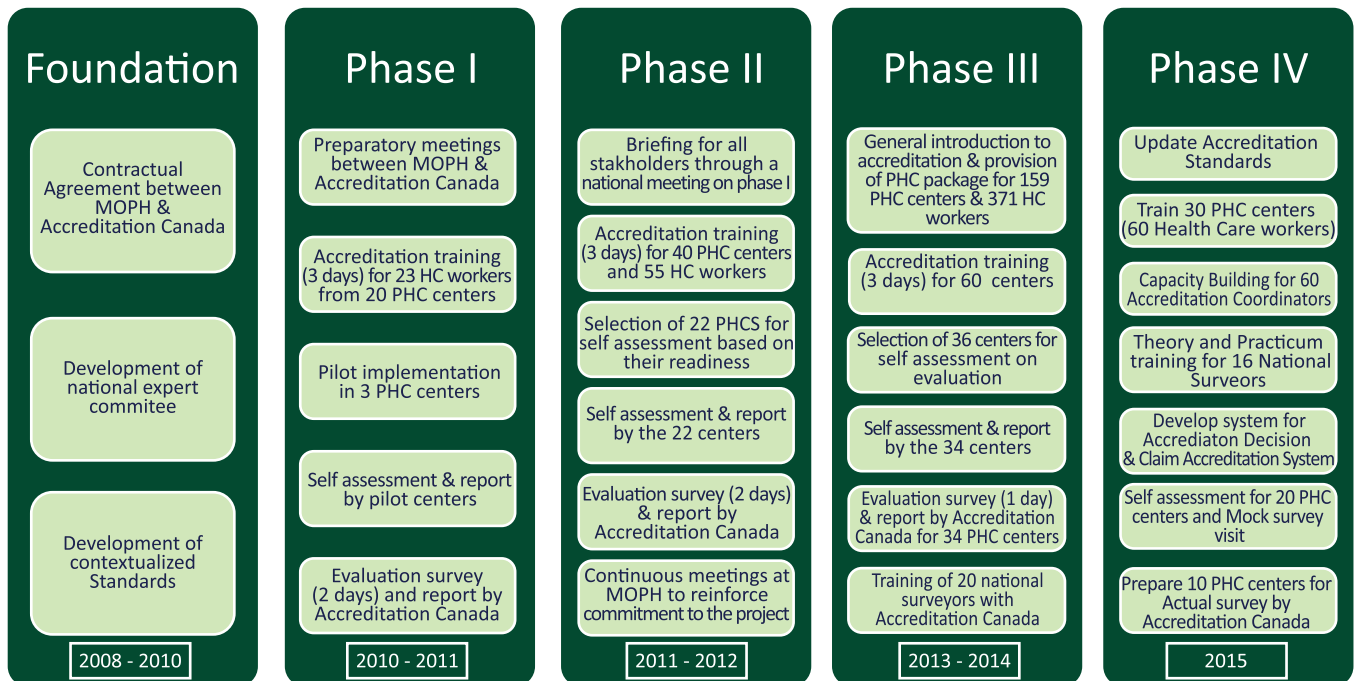 Foundation
Contractual
Agreement between
MOPH &
Accreditation Canada
Development of
national expert
commitee
Development of
contextualized
Standards
2008 - 2010
Phase I
Preparatory meetings
between MOPH &
Accreditation Canada
Accreditation training
(3 days) for 23 HC workers
from 20 PHC centers
Pilot implementation
in 3 PHC centers
Self assessment & report
by pilot centers
Evaluation survey
(2 days) and report by
Accreditation Canada
2010 - 2011
Phase II
Briefing for all
stakholders through a
national meeting on phase I
Accreditation training
(3 days) for 40 PHC centers
and 55 HC workers
Selection of 22 PHCS for
self assessment based on
their readiness
Self assessment & report
by the 22 centers
Evaluation survey (2 days)
& report by
Accreditation Canada
Continuous meetings at
MOPH to reinforce
commitment to the project
2011 - 2012
Phase III
General introduction to
accreditation & provision
of PHC package for 159
PHC centers & 371 HC
workers
Accreditation training
(3 days) for 60  centers
Selection of 36 centers for
self assessment on
evaluation
Self assessment & report
by the 34 centers
Evaluation survey (1 day)
& report by Accreditation
Canada for 34 PHC centers
Training of 20 national
surveyors with
Accreditation Canada
2013 - 2014
Phase IV
Update Accreditation
Standards
Train 30 PHC centers
(60 Health Care workers)
Capacity Building for 60
Accreditation Coordinators
Theory and Practicum
training for 16 National
Surveors
Develop system for
Accrediaton Decision
& Claim Accreditation System
Self assessment for 20 PHC
centers and Mock survey
visit
Prepare 10 PHC centers for
Actual survey by
Accreditation Canada
2015